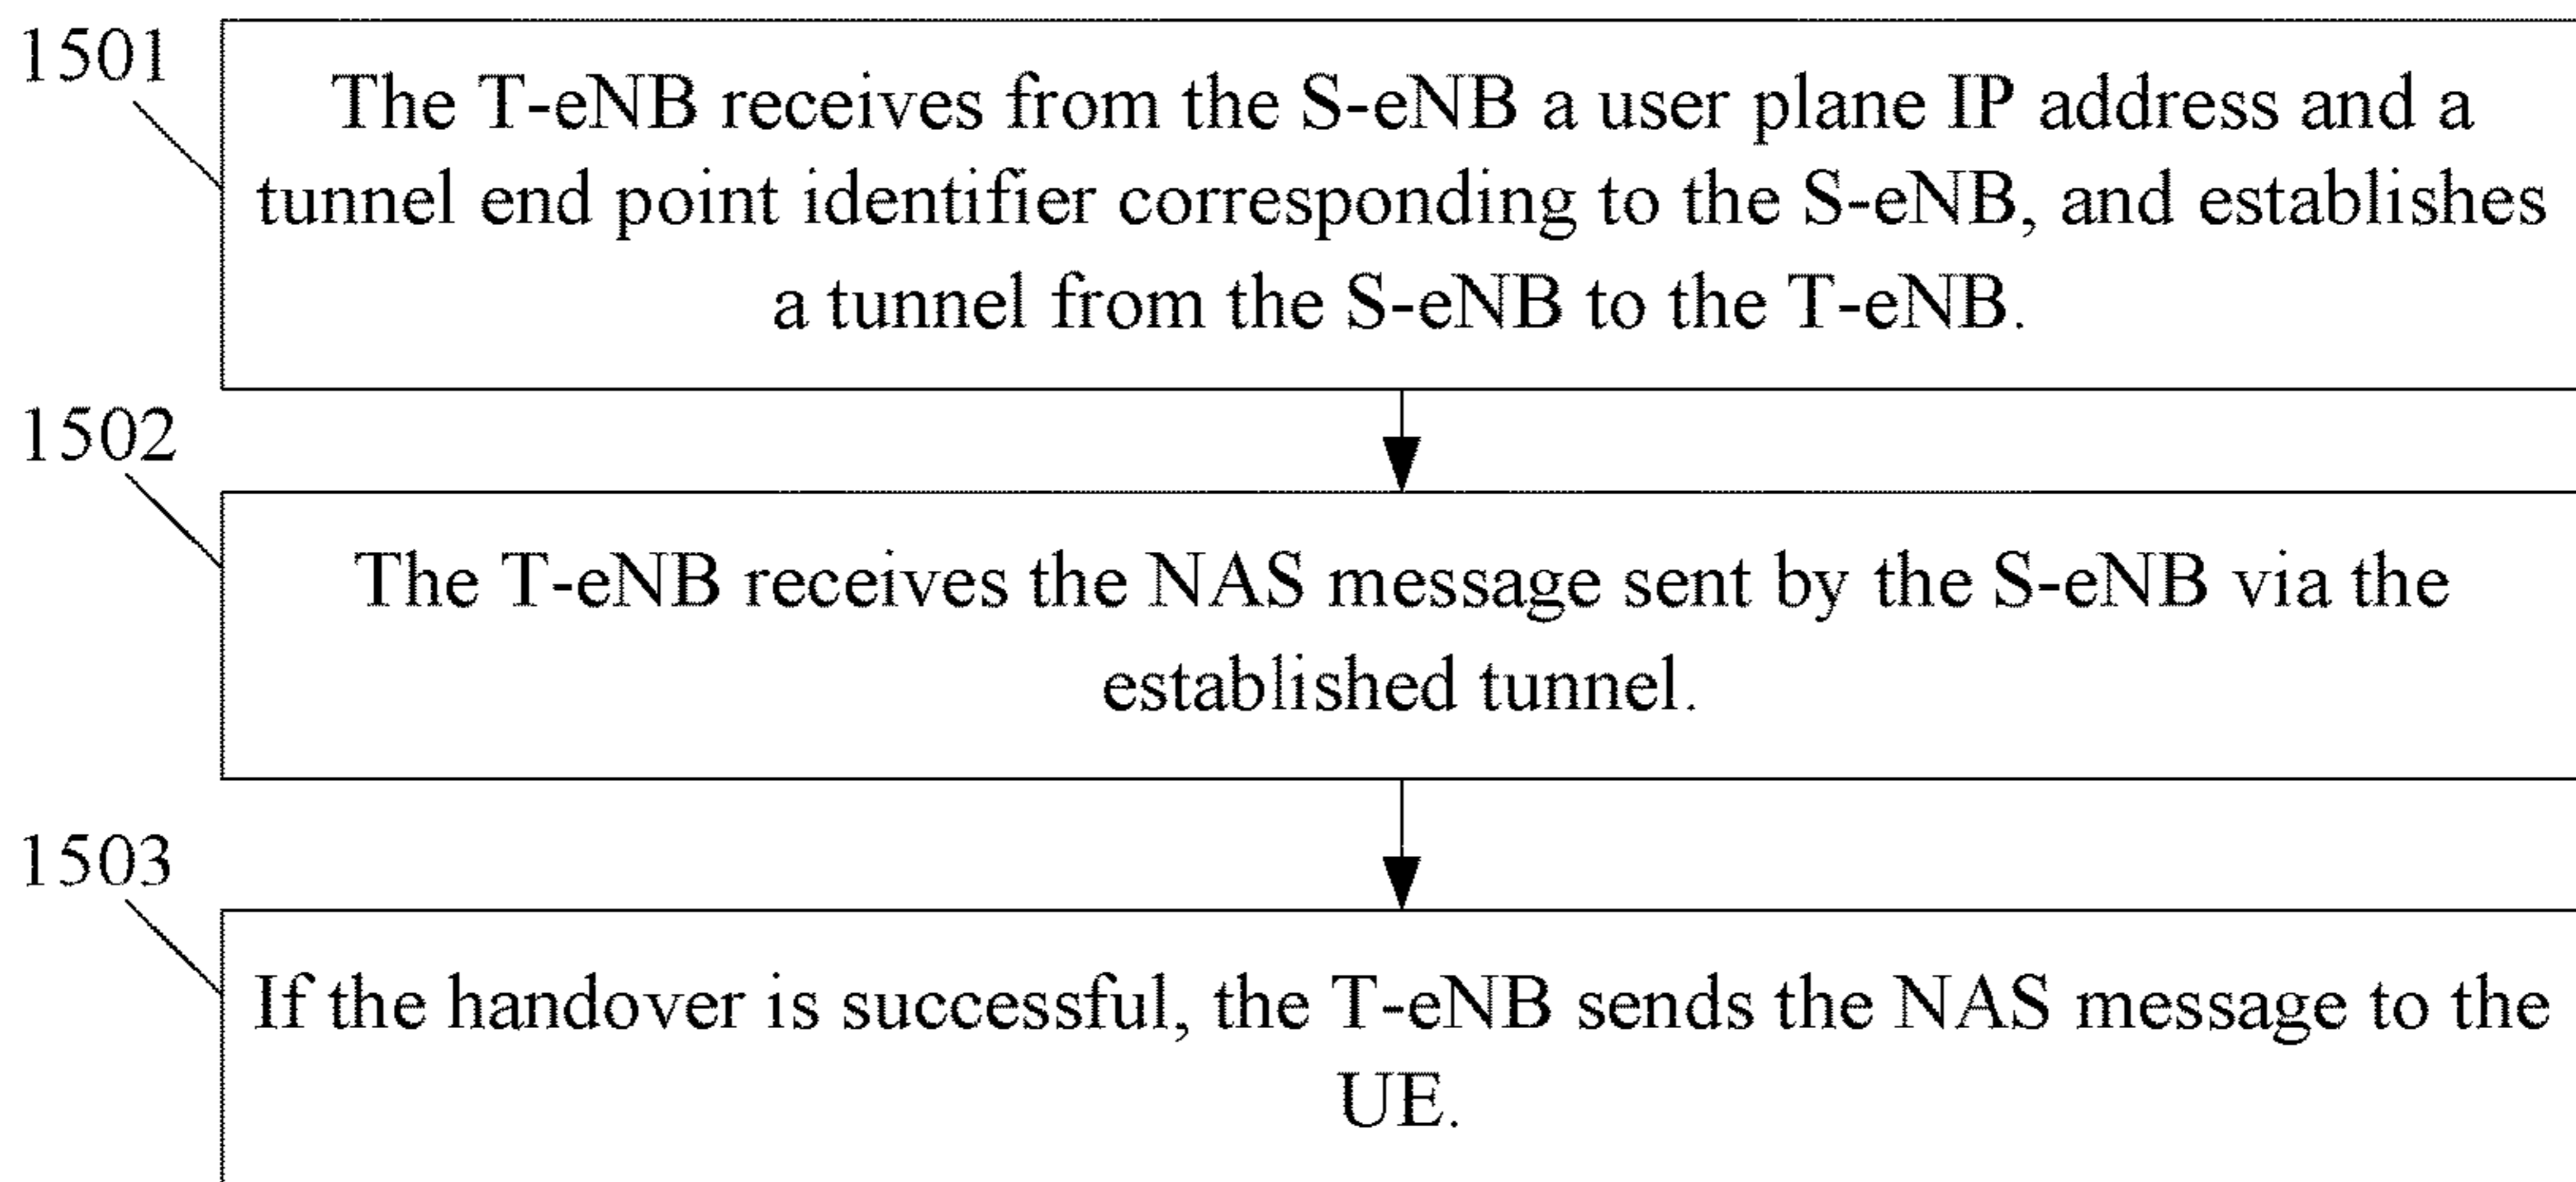 1501
The T-eNB receives from the S-eNB a user plane IP address and a
tunnel end point identifier corresponding to the S-eNB, and establishes
a tunnel from the S-eNB to the T-eNB.
1502
The T-eNB receives the NAS message sent by the S-eNB via the
established tunnel.
1503
If the handover is successful, the T-eNB sends the NAS message to the
UE.